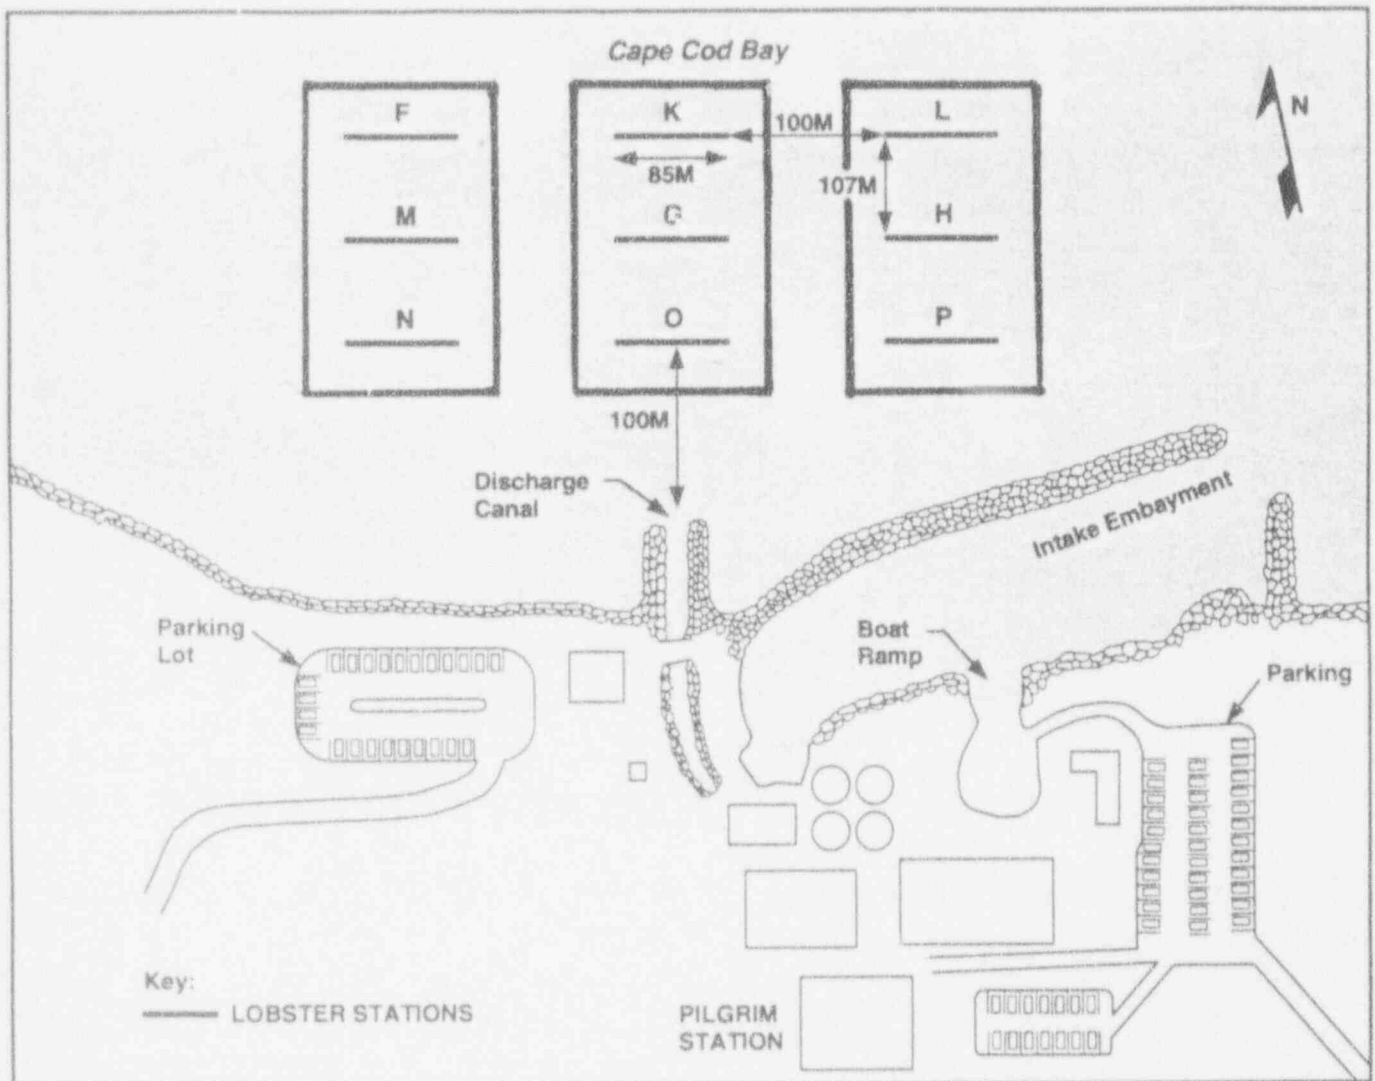 Cape Cod Bay
F
K
L
N
100M
85M
107M
M
G
H
N
O
P
100M
Discharge
Canal
Intake Embayment
Parking
Lot
Boat
Ramp
Parking
Key:
LOBSTER STATIONS
PILGRIM
STATION